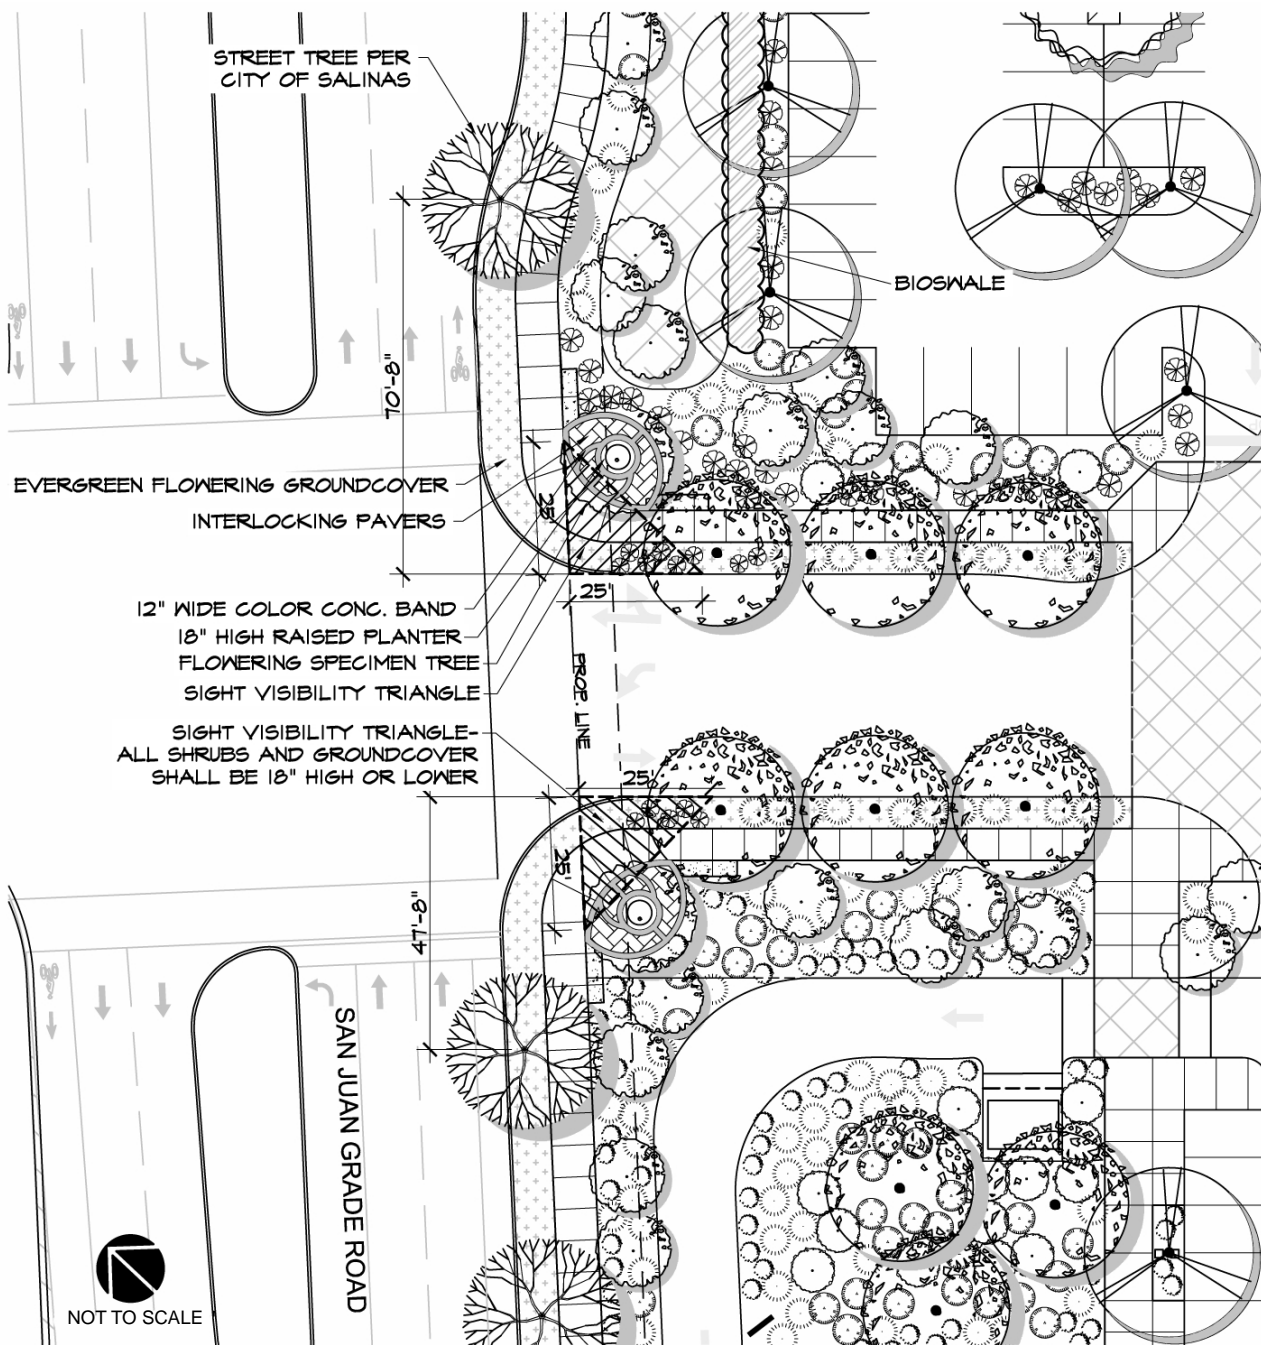 STREET TREE PER
CITY OF SALINAS
BIOSWALE
70'-8"
EVERGREEN FLOWERING GROUNDCOVER
INTERLOCKING PAVERS
25'
12" WIDE COLOR CONC. BAND
18" HIGH RAISED PLANTER
FLOWERING SPECIMEN TREE
SIGHT VISIBILITY TRIANGLE
25'
PROP. LINE
SIGHT VISIBILITY TRIANGLE-
ALL SHRUBS AND GROUNDCOVER
SHALL BE 18" HIGH OR LOWER
25'
25'
47'-8"
SAN JUAN GRADE ROAD
NOT TO SCALE